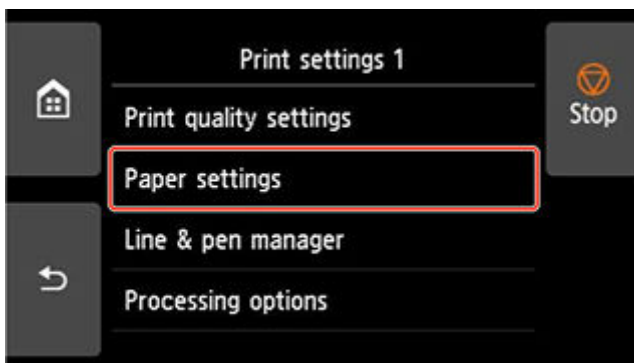 Print settings 1
Stop
Print quality settings
Paper settings
Line & pen manager
Processing options